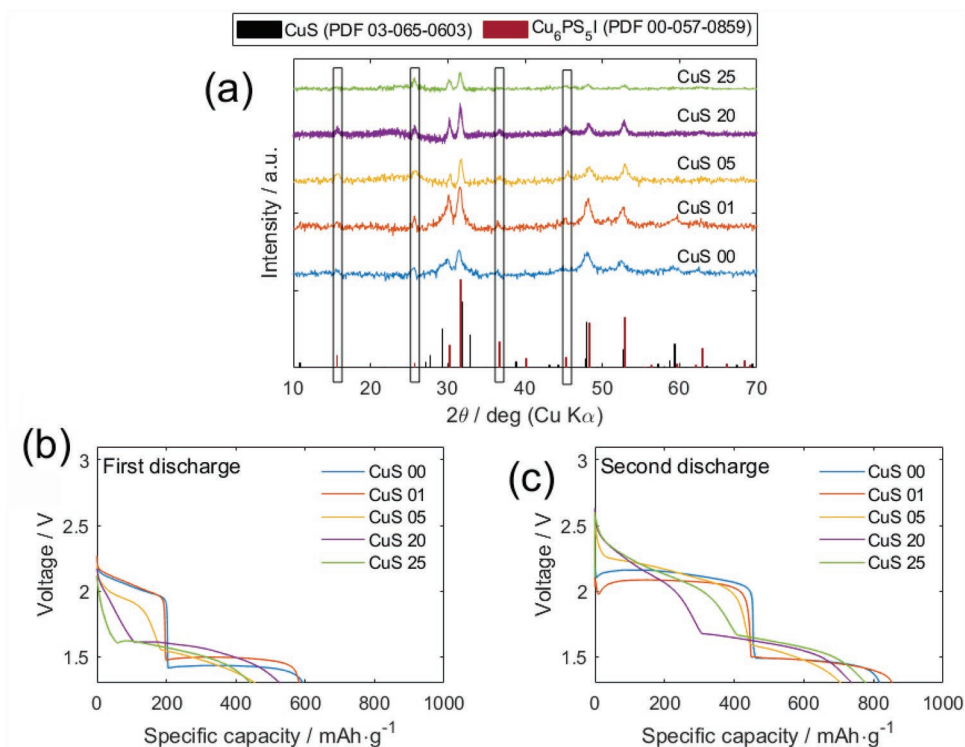 CuS (PDF 03-065-0603) Cu₆PS₅I (PDF 00-057-0859)
(a)
Intensity / a.u.
CuS 25
CuS 20
CuS 05
CuS 01
CuS 00
10 20 30 40 50 60 70
2θ / deg (Cu Kα)
(b)
First discharge
CuS 00
CuS 01
CuS 05
CuS 20
CuS 25
Voltage / V
3
2.5
2
1.5
0 200 400 600 800 1000
Specific capacity / mAh·g⁻¹
(c)
Second discharge
CuS 00
CuS 01
CuS 05
CuS 20
CuS 25
Voltage / V
3
2.5
2
1.5
0 200 400 600 800 1000
Specific capacity / mAh·g⁻¹